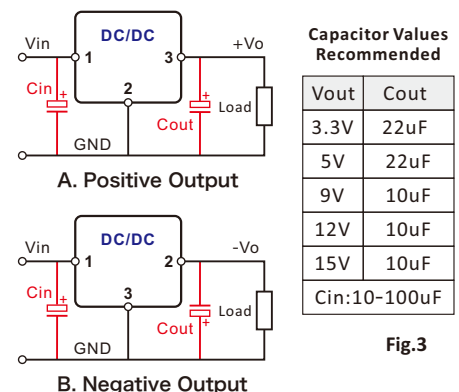 Vin
DC/DC
+Vo
1
3
2
Cin
+
+
Cout
Load
GND
A. Positive Output
Vin
DC/DC
-Vo
1
2
3
Cin
+
Cout
+
Load
GND
B. Negative Output
Capacitor Values
Recommended
Vout Cout
3.3V 22uF
5V 22uF
9V 10uF
12V 10uF
15V 10uF
Cin:10-100uF
Fig.3